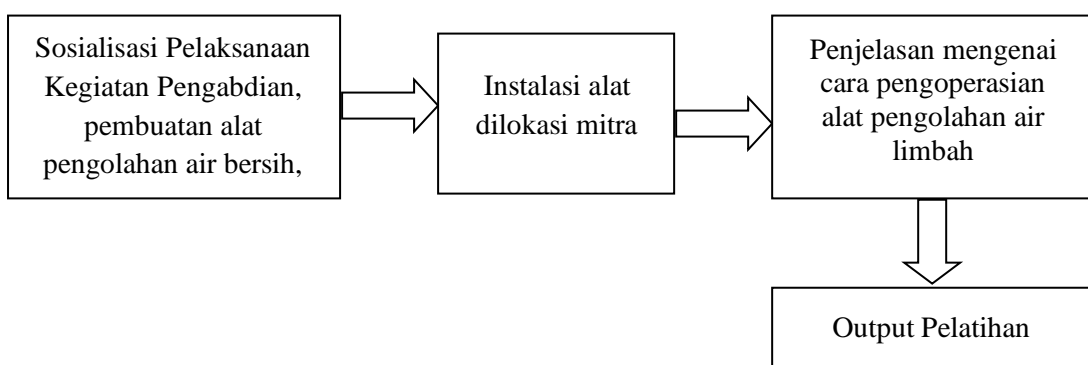 Sosialisasi Pelaksanaan
Kegiatan Pengabdian,
pembuatan alat
pengolahan air bersih,
Instalasi alat
dilokasi mitra
Penjelasan mengenai
cara pengoperasian
alat pengolahan air
limbah
Output Pelatihan